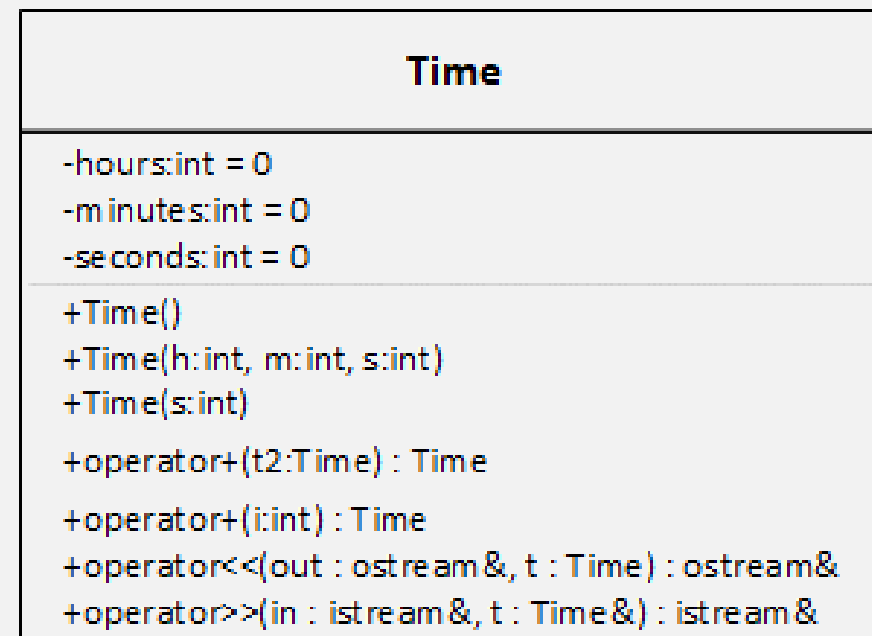 Time
-hours:int = 0
-minutes:int = 0
-seconds:int = 0
+Time()
+Time(h:int, m:int, s:int)
+Time(s:int)
+operator+(t2:Time) : Time
+operator+(i:int) : Time
+operator<<(out : ostream&, t : Time) : ostream&
+operator>>(in : istream&, t : Time&) : istream&